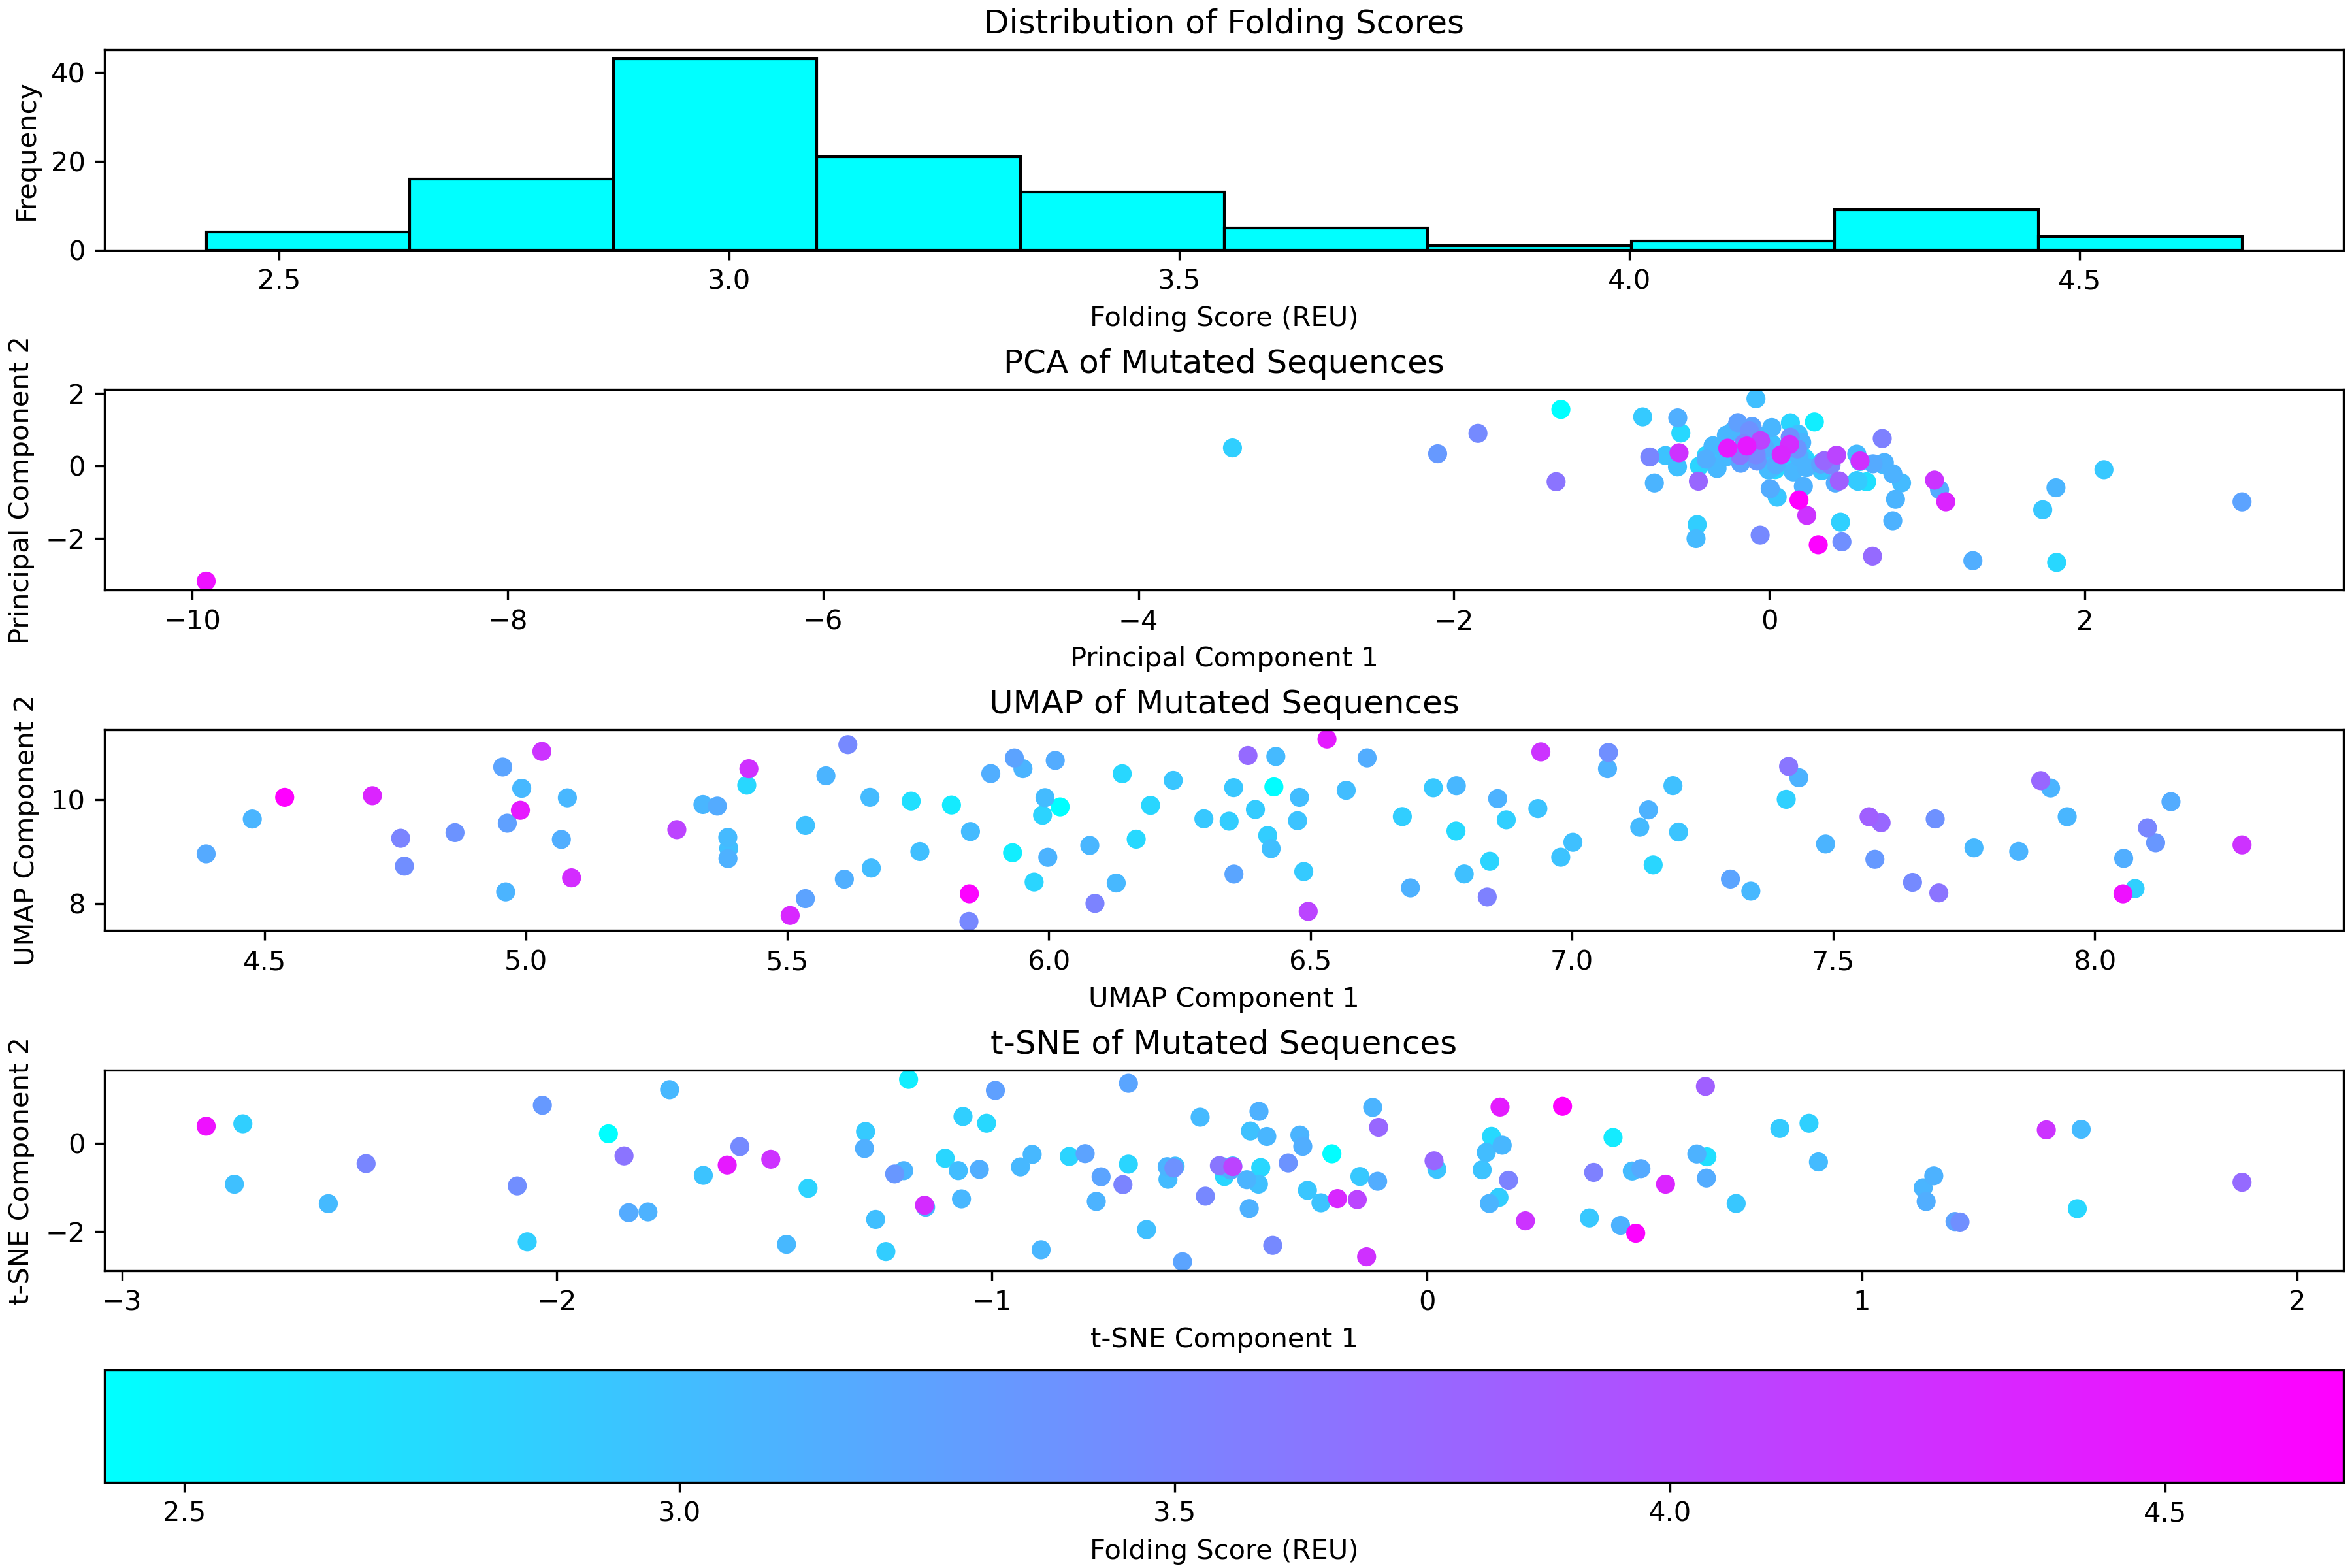 Distribution of Folding Scores
Frequency
40
20
0
2.5 3.0 3.5 4.0 4.5
Folding Score (REU)
PCA of Mutated Sequences
Principal Component 2
2
0
−2
−10 −8 −6 −4 −2 0 2
Principal Component 1
UMAP of Mutated Sequences
UMAP Component 2
10
8
4.5 5.0 5.5 6.0 6.5 7.0 7.5 8.0
UMAP Component 1
t-SNE of Mutated Sequences
t-SNE Component 2
0
−2
−3 −2 −1 0 1 2
t-SNE Component 1
2.5 3.0 3.5 4.0 4.5
Folding Score (REU)